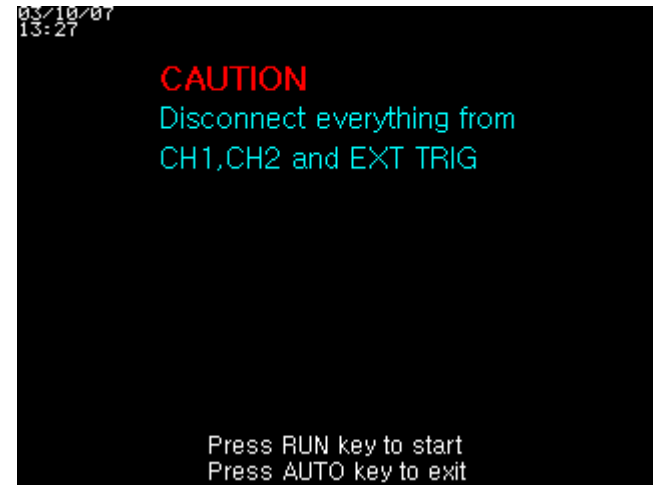 03/10/07
13:27
CAUTION
Disconnect everything from
CH1,CH2 and EXT TRIG
Press RUN key to start
Press AUTO key to exit